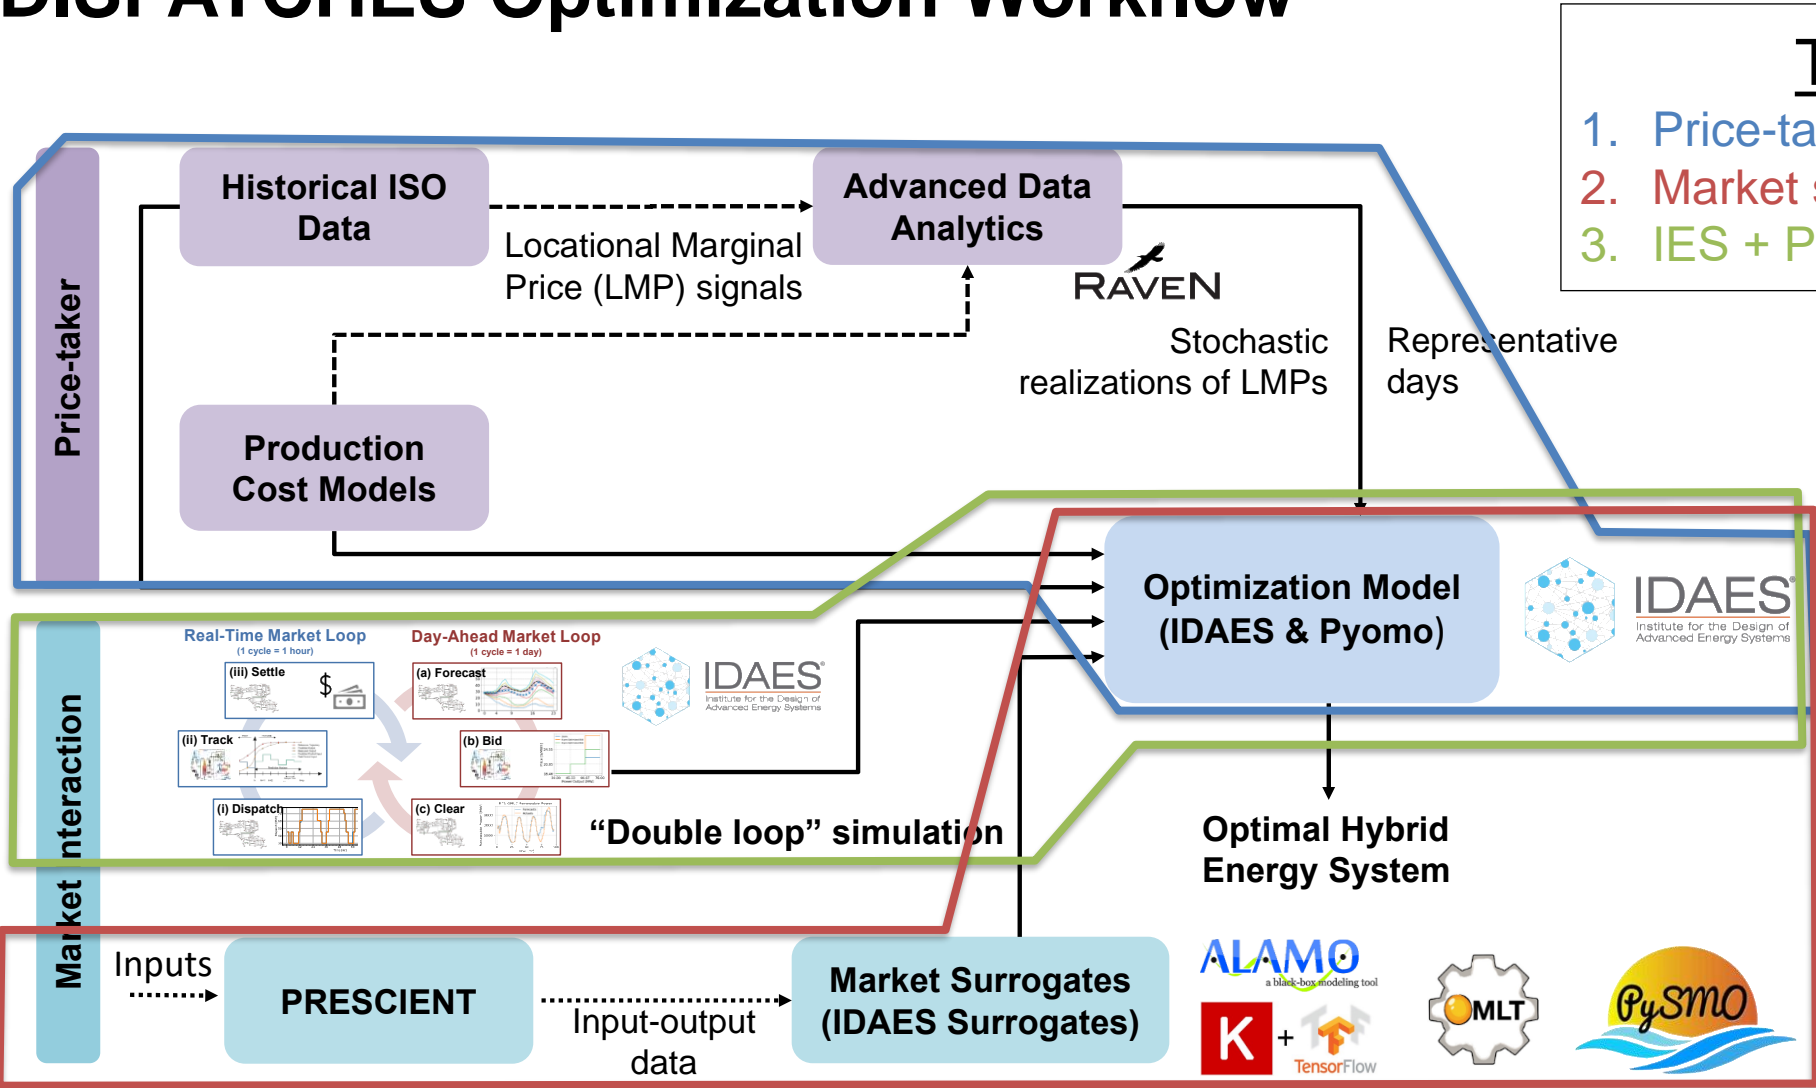 DISPATCHES Optimization Workflow
1. Price-ta
2. Market s
3. IES + P
Price-taker
Historical ISO
Data
Locational Marginal
Price (LMP) signals
Advanced Data
Analytics
RAVEN
Stochastic
realizations of LMPs
Representative
days
Production
Cost Models
Optimization Model
(IDAES & Pyomo)
IDAES
Institute for the Design of
Advanced Energy Systems
Market Interaction
Real-Time Market Loop
(1 cycle = 1 hour)
Day-Ahead Market Loop
(1 cycle = 1 day)
(iii) Settle
$
(a) Forecast
(ii) Track
(b) Bid
(i) Dispatch
(c) Clear
IDAES
Institute for the Design of
Advanced Energy Systems
“Double loop” simulation
Optimal Hybrid
Energy System
Inputs
PRESCIENT
Input-output
data
Market Surrogates
(IDAES Surrogates)
ALAMO
a black-box modeling tool
K + TensorFlow
OMLT
PySMO